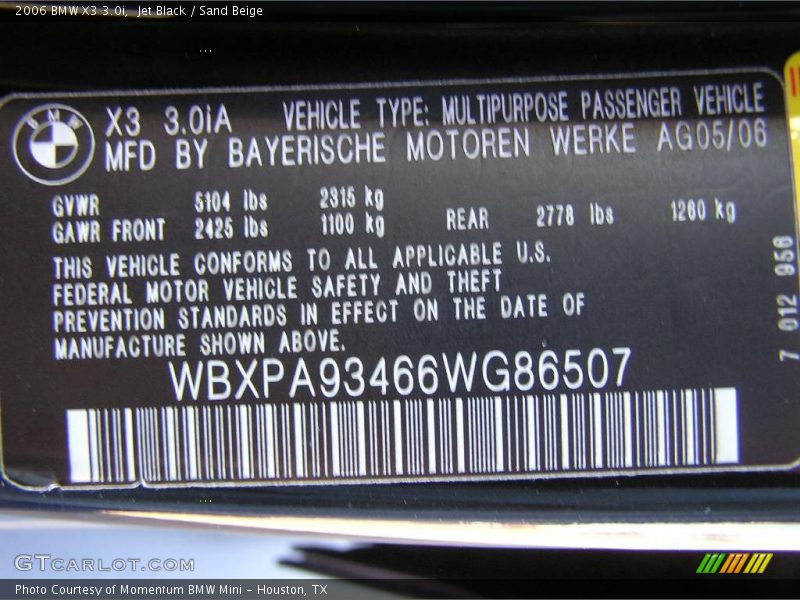 2006 BMW X3 3.0i, Jet Black / Sand Beige
BMW
X3 3.0iA VEHICLE TYPE: MULTIPURPOSE PASSENGER VEHICLE
MFD BY BAYERISCHE MOTOREN WERKE AG05/06
GVWR 5104 lbs 2315 kg
GAWR FRONT 2425 lbs 1100 kg REAR 2778 lbs 1260 kg
THIS VEHICLE CONFORMS TO ALL APPLICABLE U.S.
FEDERAL MOTOR VEHICLE SAFETY AND THEFT
PREVENTION STANDARDS IN EFFECT ON THE DATE OF
MANUFACTURE SHOWN ABOVE.
WBXPA93466WG86507
7 012 956
GTcarlot.com
Photo Courtesy of Momentum BMW Mini - Houston, TX